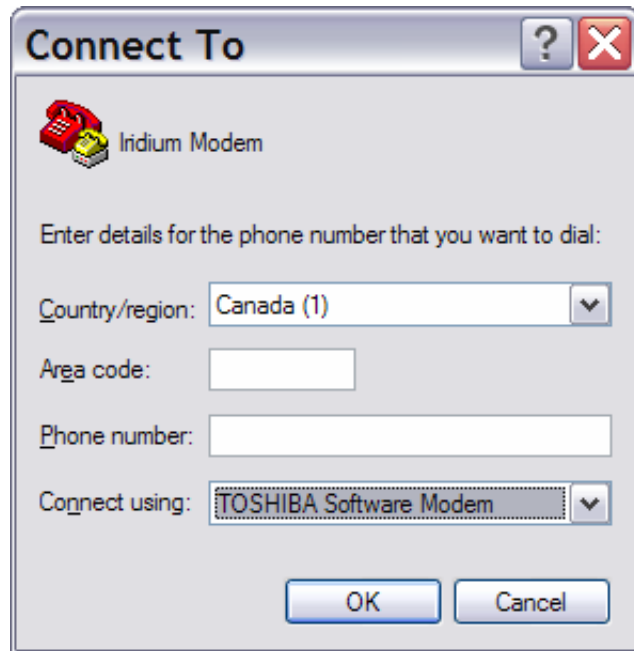 Connect To
?
Iridium Modem
Enter details for the phone number that you want to dial:
Country/region: Canada (1)
Area code:
Phone number:
Connect using: TOSHIBA Software Modem
OK Cancel